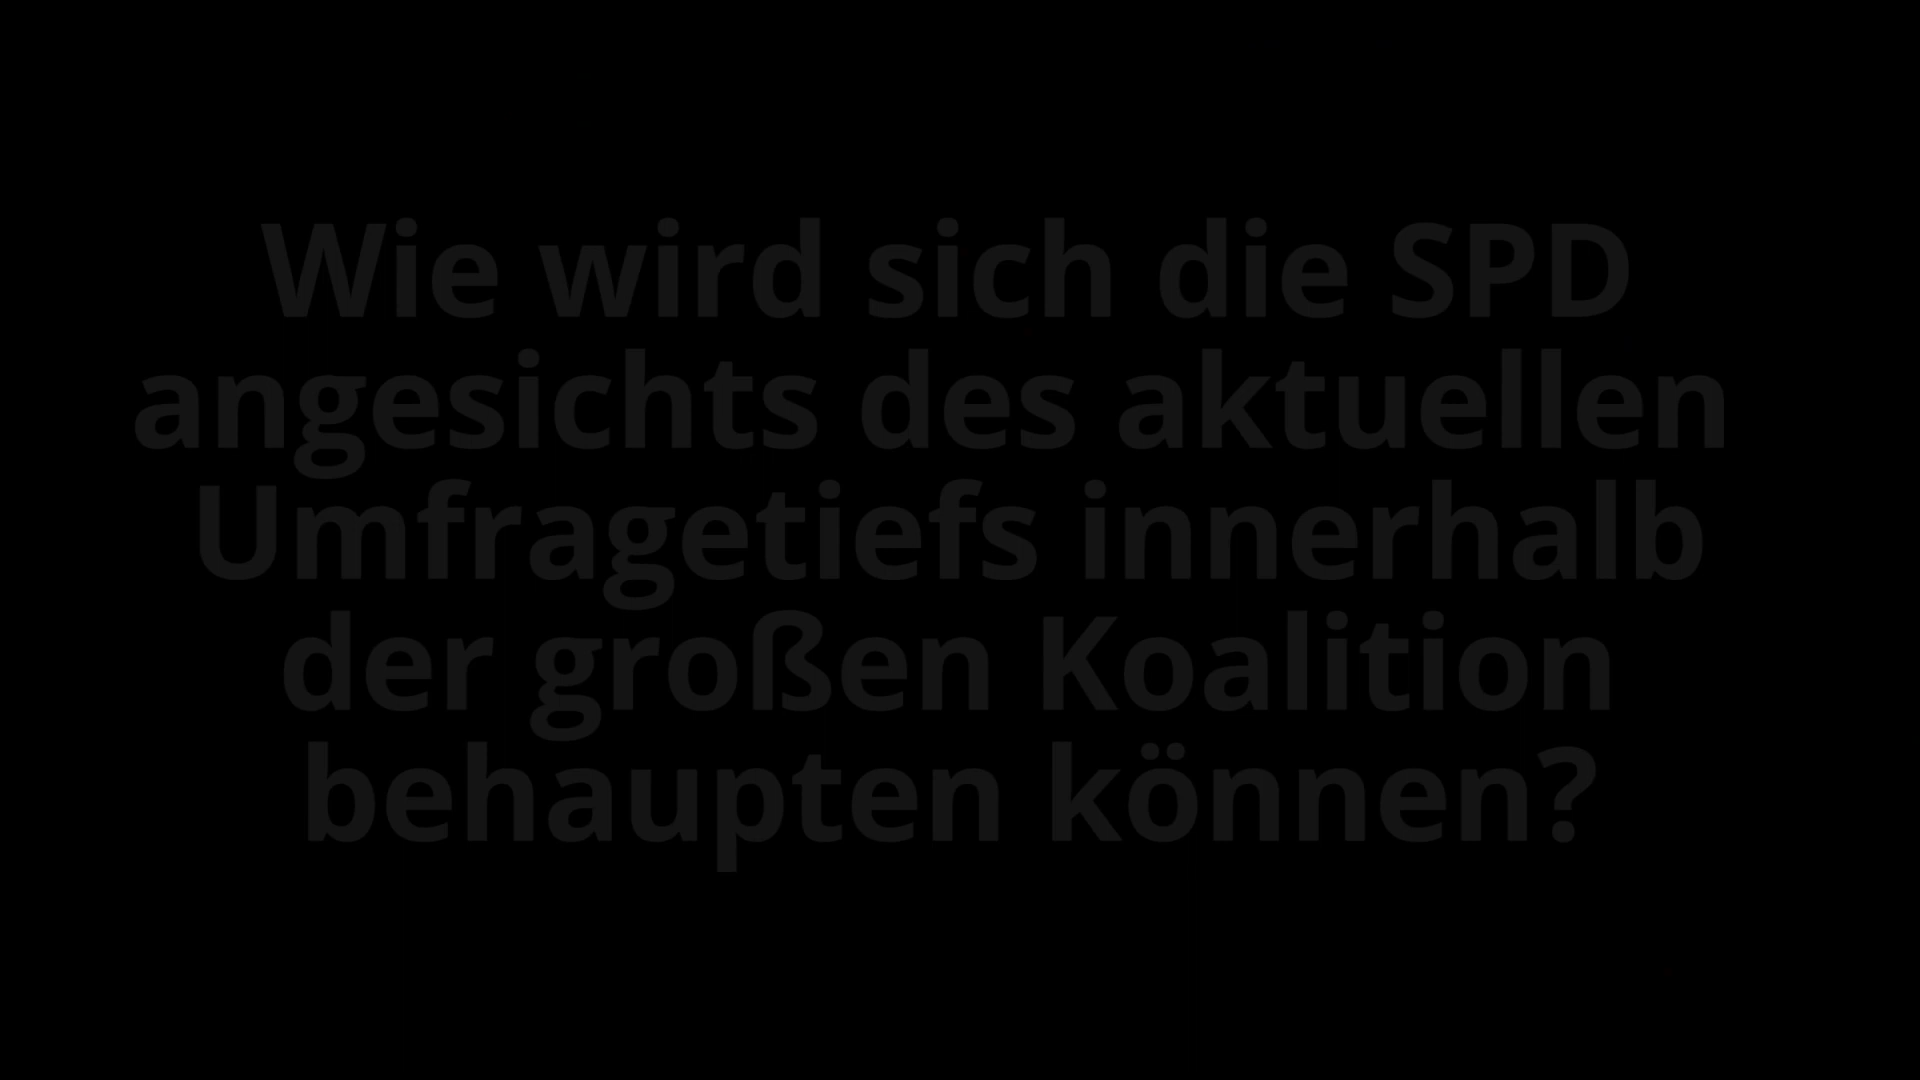 Wie wird sich die SPD
angesichts des aktuellen
Umfragetiefs innerhalb
der großen Koalition
behaupten können?